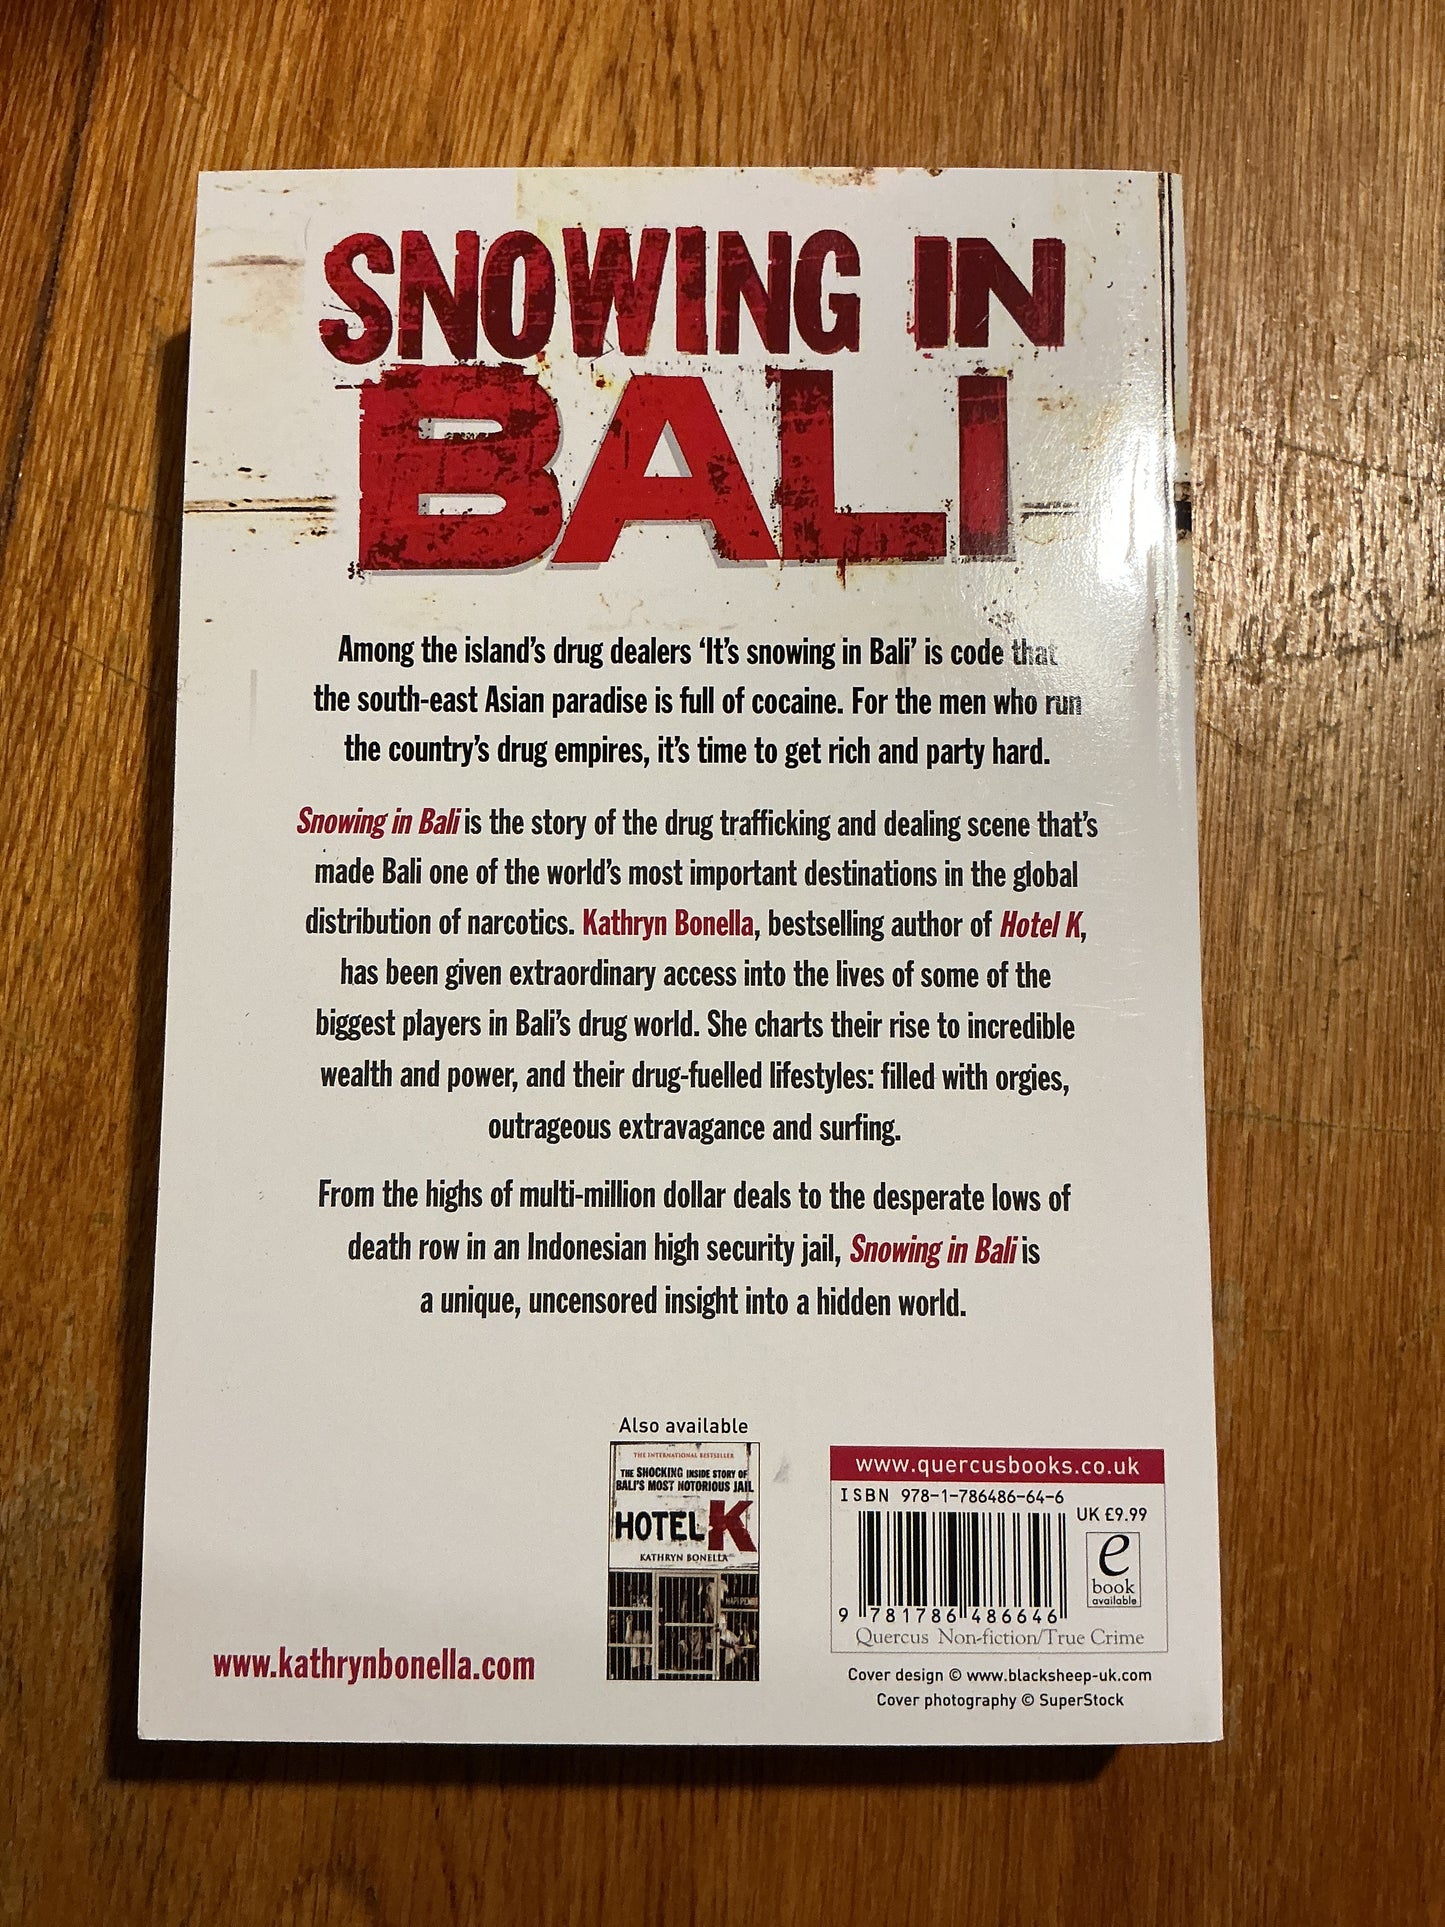 SNOWING IN
BALI
Among the island's drug dealers 'It's snowing in Bali' is code that
the south-east Asian paradise is full of cocaine. For the men who run
the country's drug empires, it's time to get rich and party hard.
Snowing in Bali is the story of the drug trafficking and dealing scene that's
made Bali one of the world's most important destinations in the global
distribution of narcotics. Kathryn Bonella, bestselling author of Hotel K,
has been given extraordinary access into the lives of some of the
biggest players in Bali's drug world. She charts their rise to incredible
wealth and power, and their drug-fuelled lifestyles: filled with orgies,
outrageous extravagance and surfing.
From the highs of multi-million dollar deals to the desperate lows of
death row in an Indonesian high security jail, Snowing in Bali is
a unique, uncensored insight into a hidden world.
www.kathrynbonella.com
Also available
THE INTERNATIONAL BESTSELLER
THE SHOCKING INSIDE STORY OF
BALI'S MOST NOTORIOUS JAIL
HOTEL K
KATHRYN BONELLA
www.quercusbooks.co.uk
ISBN 978-1-786486-64-6
UK £9.99
e
book
available
9 781786 486646
Quercus Non-fiction/True Crime
Cover design © www.blacksheep-uk.com
Cover photography © SuperStock